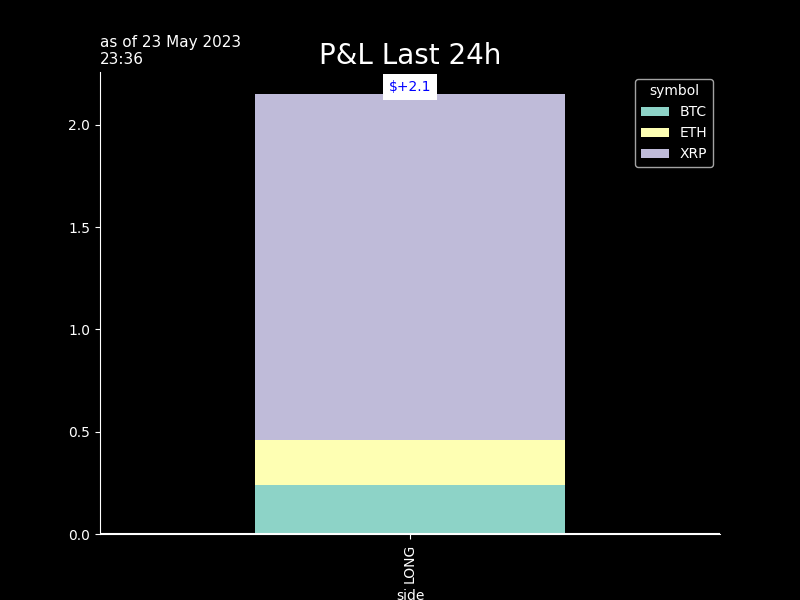 as of 23 May 2023
23:36
P&L Last 24h
$+2.1
symbol
BTC
ETH
XRP
2.0
1.5
1.0
0.5
0.0
LONG
side